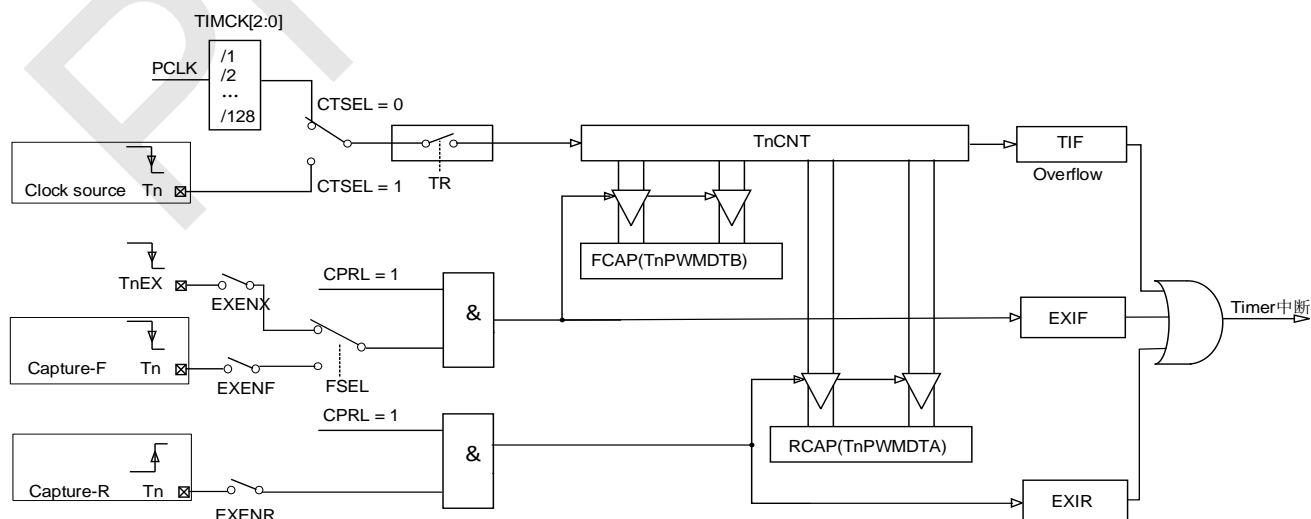 TIMCK[2:0]
PCLK
/1
/2
...
/128
CTSEL = 0
TnCNT
TIF
Clock source Tn
CTSEL = 1
TR
Overflow
FCAP(TnPWMDTB)
TnEX
EXENX
CPRL = 1
&
EXIF
Timer中断
Capture-F Tn
EXENF
FSEL
CPRL = 1
&
RCAP(TnPWMDTA)
Capture-R Tn
EXENR
EXIR